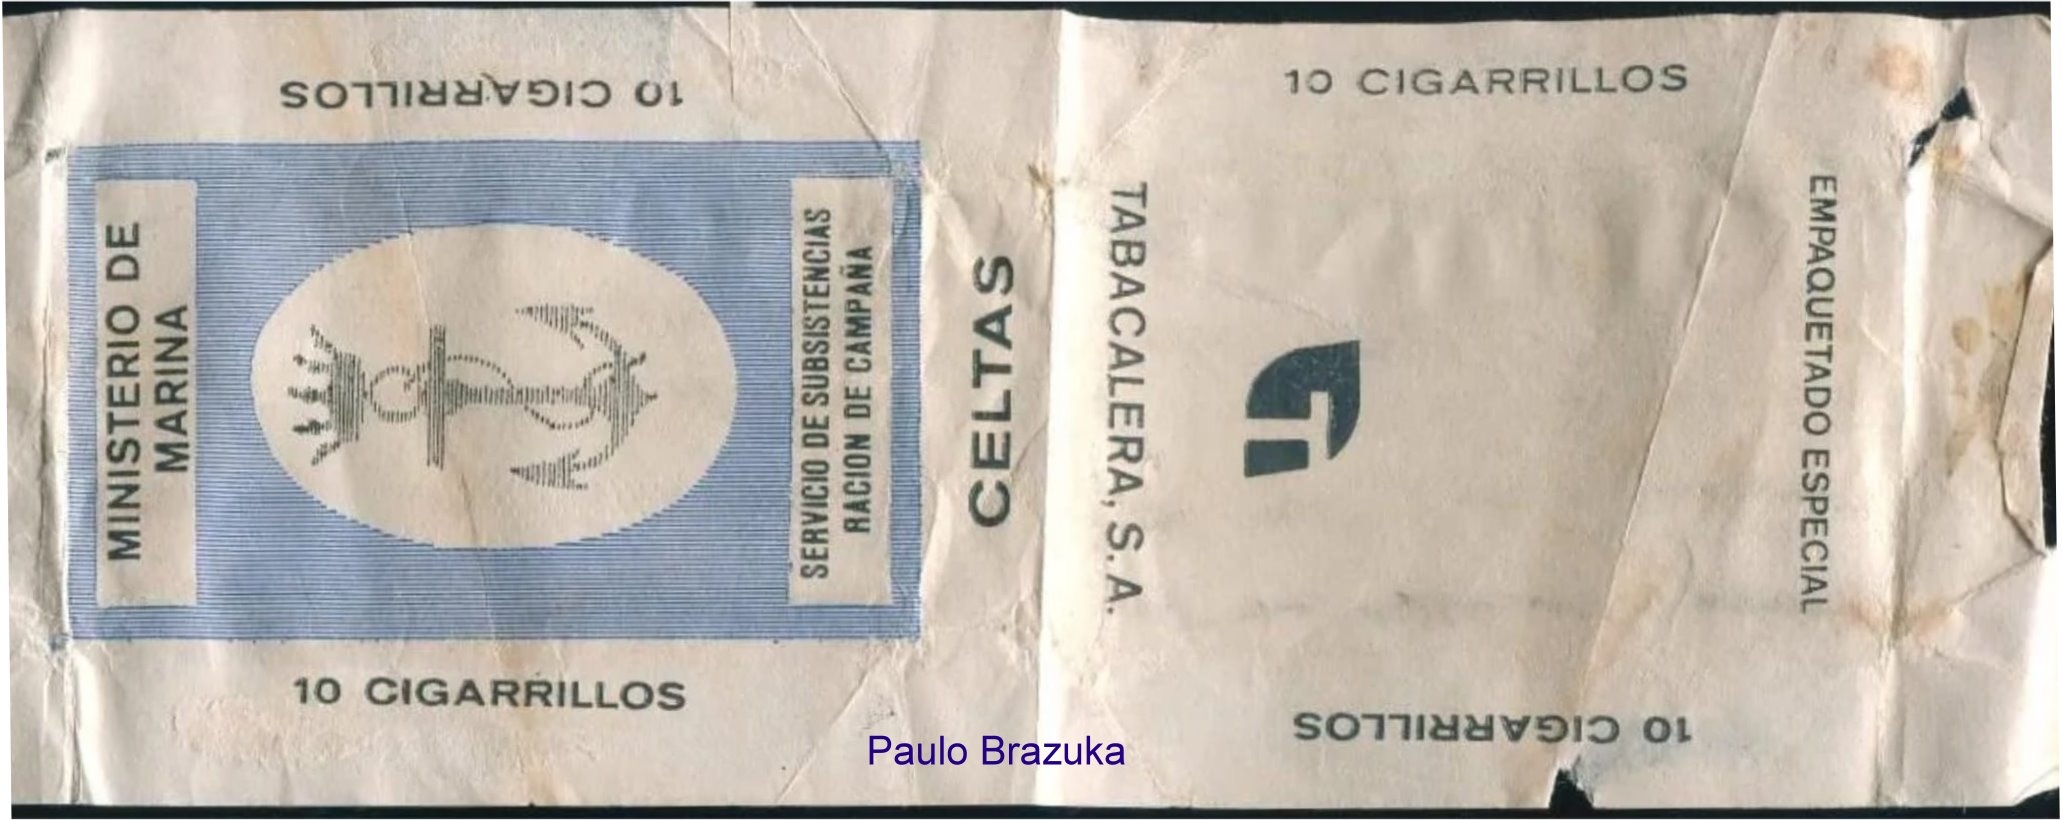 10 CIGARRILLOS
MINISTERIO DE
MARINA
SERVICIO DE SUBSISTENCIAS
RACION DE CAMPAÑA
10 CIGARRILLOS
CELTAS
TABACALERA, S.A.
10 CIGARRILLOS
EMPAQUETADO ESPECIAL
10 CIGARRILLOS
Paulo Brazuka